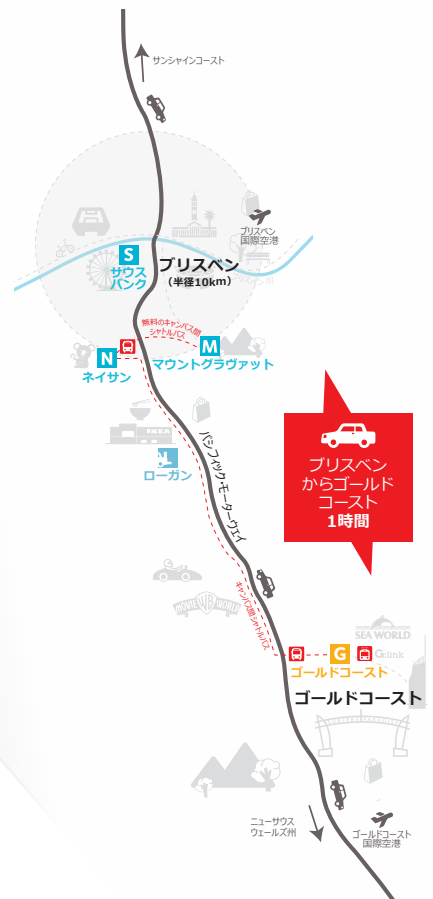 サンシャインコースト
ブリスベン
国際空港
S
サウス
バンク
ブリスベン
(半径10km)
無料のキャンパス間
シャトルバス
N
ネイサン
M
マウントグラヴァット
L
ローガン
パシフィック・モーターウェイ
ブリスベン
からゴールド
コースト
1時間
MOVIE WB WORLD
キャンパス間シャトルバス
SEA WORLD
G
G:link
ゴールドコースト
ゴールドコースト
ニューサウス
ウェールズ州
ゴールドコースト
国際空港